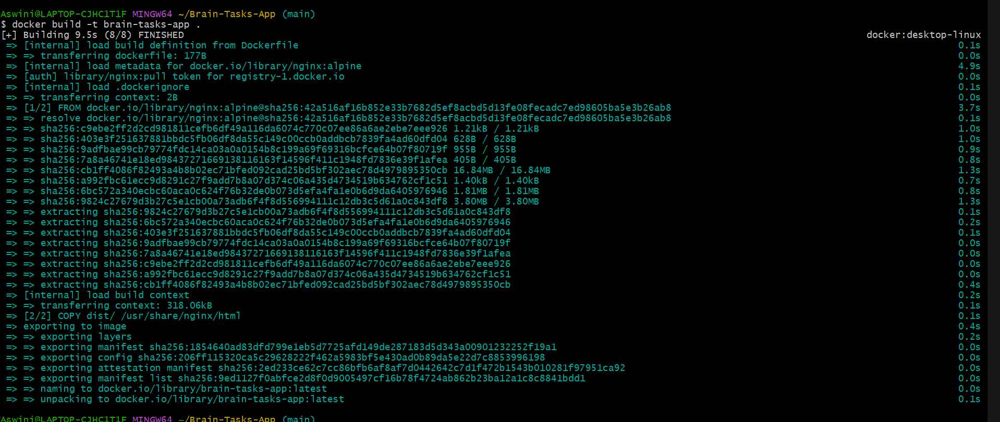 Aswini@LAPTOP-CJHC1T1F MINGW64 ~/Brain-Tasks-App (main)
$ docker build -t brain-tasks-app .
[+] Building 9.5s (8/8) FINISHED docker:desktop-linux
=> [internal] load build definition from Dockerfile 0.1s
=> => transferring dockerfile: 177B 0.0s
=> [internal] load metadata for docker.io/library/nginx:alpine 4.9s
=> [auth] library/nginx:pull token for registry-1.docker.io 0.0s
=> [internal] load .dockerignore 0.1s
=> => transferring context: 2B 0.0s
=> [1/2] FROM docker.io/library/nginx:alpine@sha256:42a516af16b852e33b7682d5ef8acbd5d13fe08fecadc7ed98605ba5e3b26ab8 3.7s
=> => resolve docker.io/library/nginx:alpine@sha256:42a516af16b852e33b7682d5ef8acbd5d13fe08fecadc7ed98605ba5e3b26ab8 0.1s
=> => sha256:c9ebe2ff2d2cd981811cefb6df49a116da6074c770c07ee86a6ae2ebe7eee926 1.21kB / 1.21kB 1.0s
=> => sha256:403e3f251637881bbdc5fb06df8da55c149c00ccb0addbcb7839fa4ad60dfd04 628B / 628B 1.0s
=> => sha256:9adfbae99cb79774fdc14ca03a0a0154b8c199a69f69316bcfce64b07f80719f 955B / 955B 0.9s
=> => sha256:7a8a46741e18ed98437271669138116163f14596f411c1948fd7836e39f1afea 405B / 405B 0.8s
=> => sha256:cb1ff4086f82493a4b8b02ec71bfed092cad25bd5bf302aec78d4979895350cb 16.84MB / 16.84MB 1.3s
=> => sha256:a992fbc61ecc9d8291c27f9add7b8a07d374c06a435d4734519b634762cf1c51 1.40kB / 1.40kB 0.7s
=> => sha256:6bc572a340ecbc60aca0c624f76b32de0b073d5efa4fa1e0b6d9da6405976946 1.81MB / 1.81MB 0.8s
=> => sha256:9824c27679d3b27c5e1cb00a73adb6f4f8d556994111c12db3c5d61a0c843df8 3.80MB / 3.80MB 1.3s
=> => extracting sha256:9824c27679d3b27c5e1cb00a73adb6f4f8d556994111c12db3c5d61a0c843df8 0.1s
=> => extracting sha256:6bc572a340ecbc60aca0c624f76b32de0b073d5efa4fa1e0b6d9da6405976946 0.2s
=> => extracting sha256:403e3f251637881bbdc5fb06df8da55c149c00ccb0addbcb7839fa4ad60dfd04 0.1s
=> => extracting sha256:9adfbae99cb79774fdc14ca03a0a0154b8c199a69f69316bcfce64b07f80719f 0.0s
=> => extracting sha256:7a8a46741e18ed98437271669138116163f14596f411c1948fd7836e39f1afea 0.0s
=> => extracting sha256:c9ebe2ff2d2cd981811cefb6df49a116da6074c770c07ee86a6ae2ebe7eee926 0.0s
=> => extracting sha256:a992fbc61ecc9d8291c27f9add7b8a07d374c06a435d4734519b634762cf1c51 0.0s
=> => extracting sha256:cb1ff4086f82493a4b8b02ec71bfed092cad25bd5bf302aec78d4979895350cb 0.4s
=> [internal] load build context 0.2s
=> => transferring context: 318.06kB 0.1s
=> [2/2] COPY dist/ /usr/share/nginx/html 0.1s
=> exporting to image 0.4s
=> => exporting layers 0.2s
=> => exporting manifest sha256:1854640ad83dfd799e1eb5d7725afd149de287183d5d343a00901232252f19a1 0.0s
=> => exporting config sha256:206ff115320ca5c29628222f462a5983bf5e430ad0b89da5e22d7c8853996198 0.0s
=> => exporting attestation manifest sha256:2ed233ce62c7cc86bfb6af8af7d0442642c7d1f472b1543b010281f97951ca92 0.0s
=> => exporting manifest list sha256:9ed1127f0abfce2d8f0d9005497cf16b78f4724ab862b23ba12a1c8c8841bdd1 0.0s
=> => naming to docker.io/library/brain-tasks-app:latest 0.0s
=> => unpacking to docker.io/library/brain-tasks-app:latest 0.1s
Aswini@LAPTOP-CJHC1T1F MINGW64 ~/Brain-Tasks-App (main)